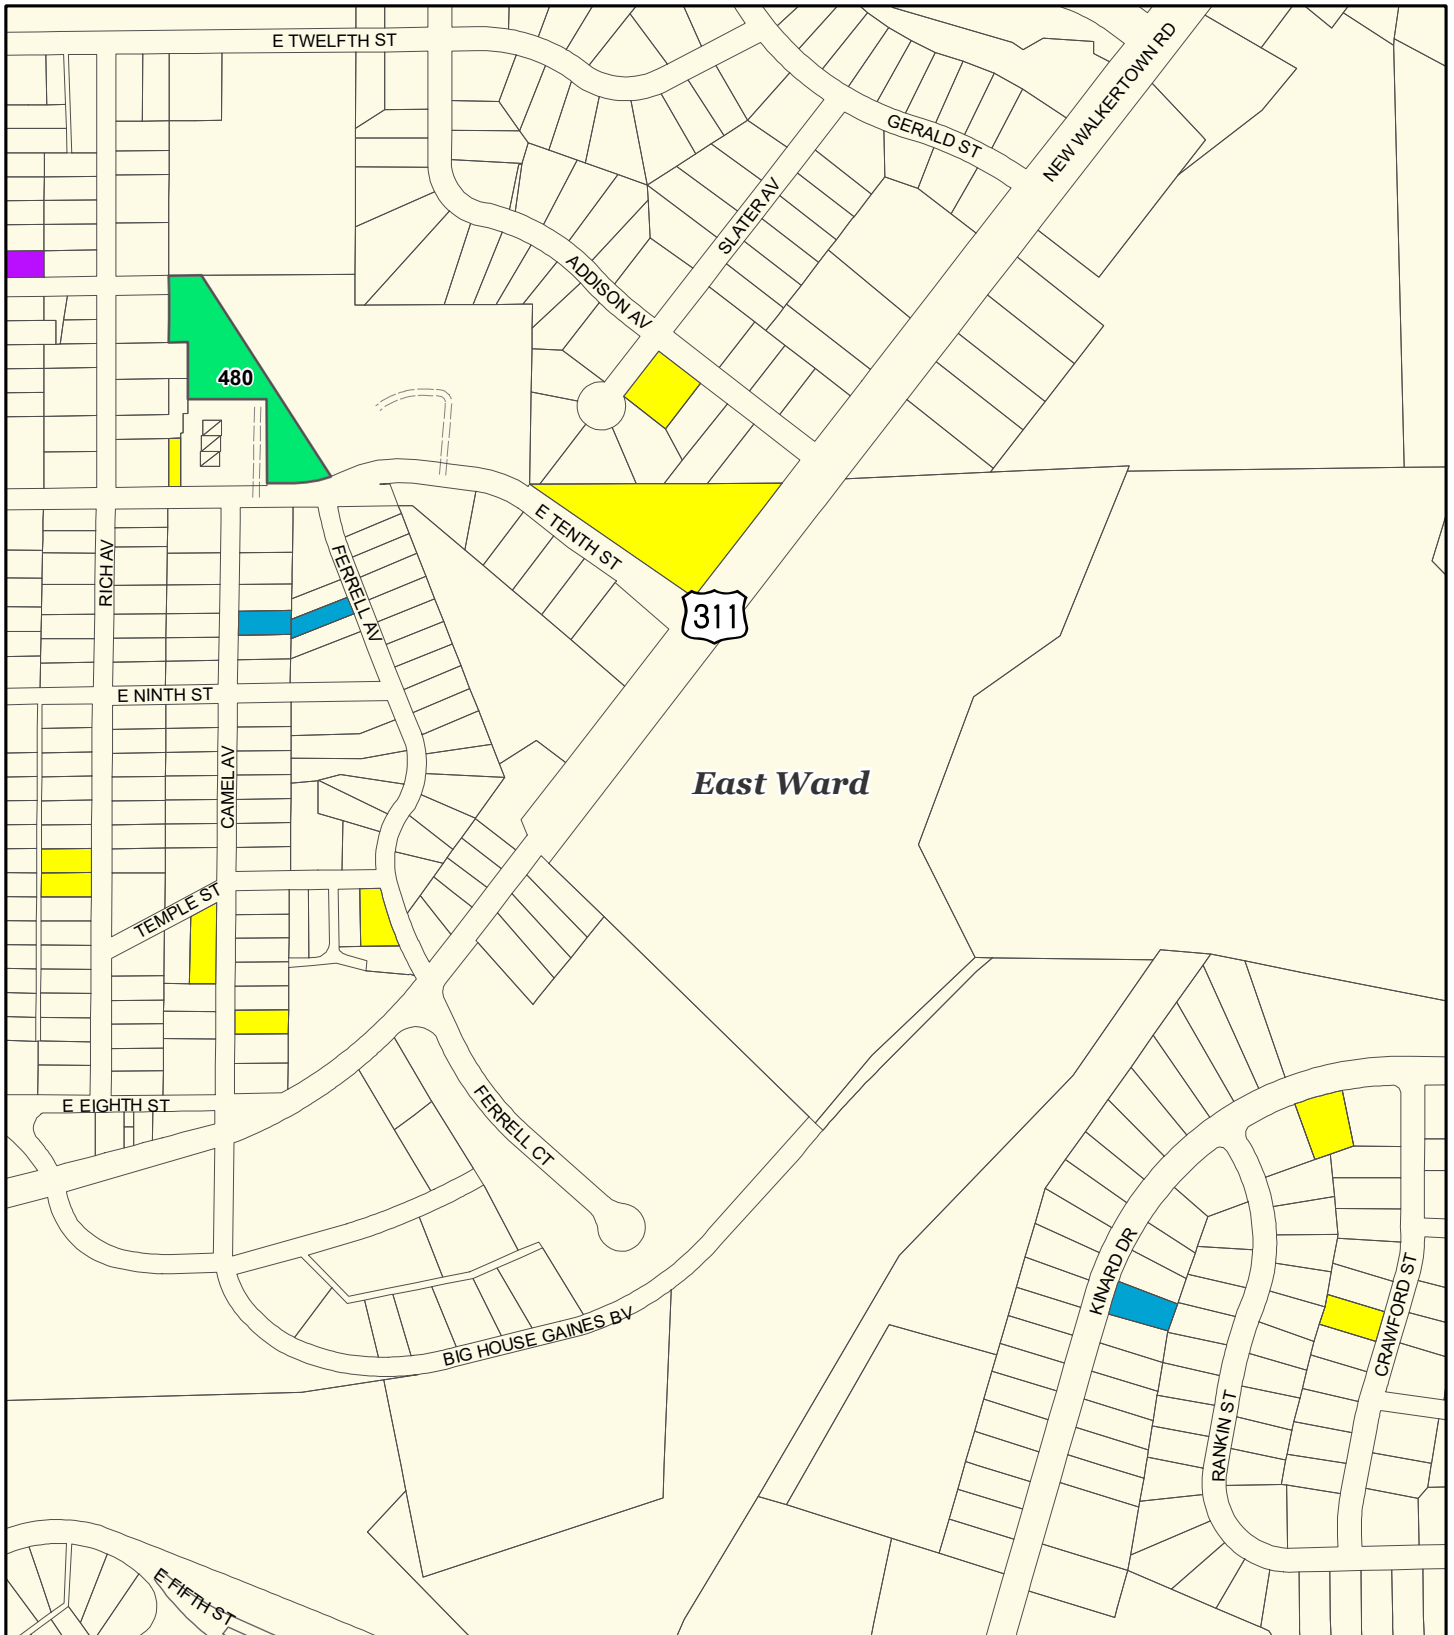 E TWELFTH ST
NEW WALKERTOWN RD
GERALD ST
SLATER AV
ADDISON AV
480
E TENTH ST
RICH AV
FERRELL AV
311
E NINTH ST
CAMEL AV
East Ward
TEMPLE ST
E EIGHTH ST
FERRELL CT
KINARD DR
CRAWFORD ST
BIG HOUSE GAINES BV
RANKIN ST
E FIFTH ST